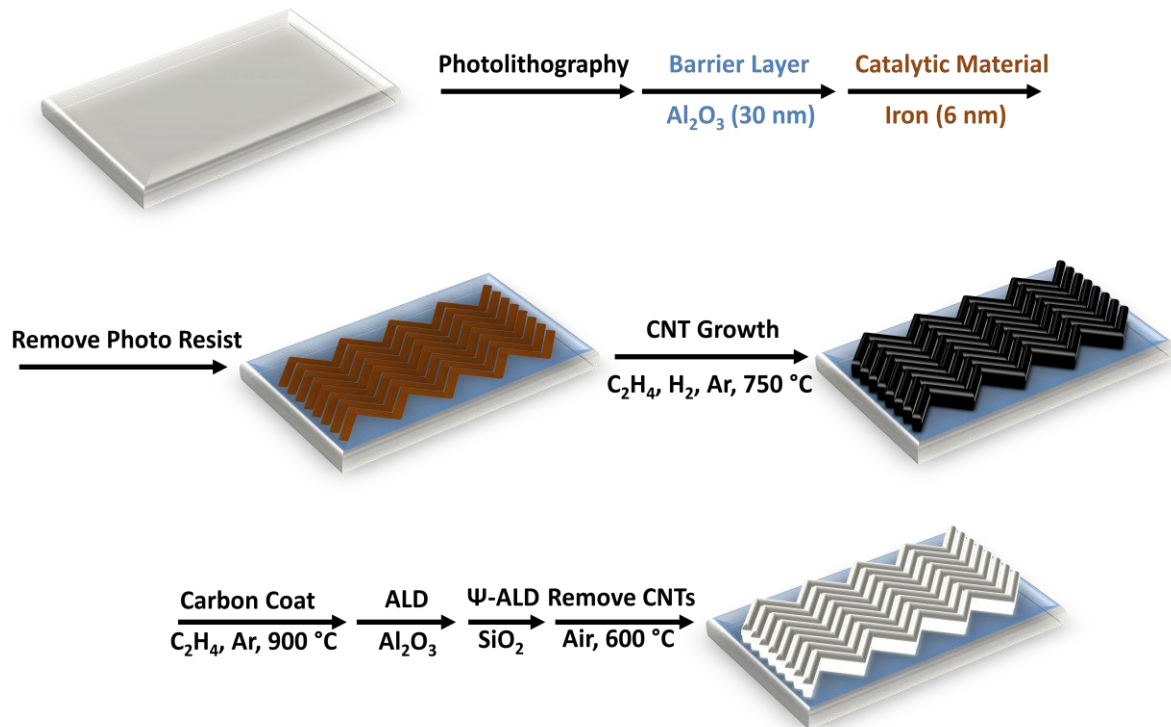 Photolithography
Barrier Layer
Al₂O₃ (30 nm)
Catalytic Material
Iron (6 nm)
Remove Photo Resist
CNT Growth
C₂H₄, H₂, Ar, 750 °C
Carbon Coat
C₂H₄, Ar, 900 °C
ALD
Al₂O₃
Ψ-ALD
SiO₂
Remove CNTs
Air, 600 °C